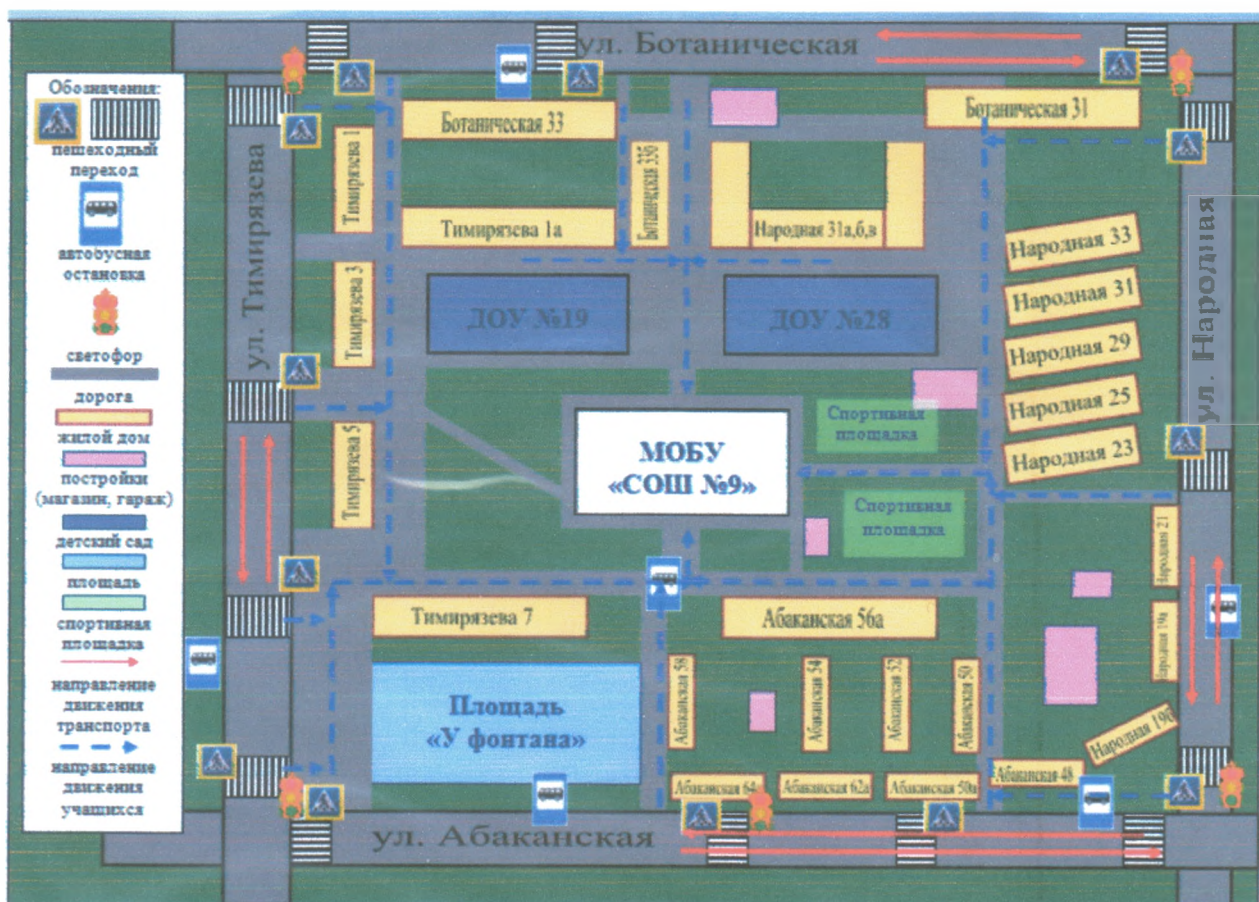 ул. Ботаническая
Обозначения:
пешеходный
переход
автобусная
остановка
светофор
дорога
жилой дом
постройки
(магазин, гараж)
детский сад
площадь
спортивная
площадка
направление
движения
транспорта
направление
движения
учащихся
ул. Тимирязева
Тимирязева 1
Ботаническая 33
Ботаническая 33б
Тимирязева 1а
Ботаническая 31
Народная 31а,б,в
Тимирязева 3
ДОУ №19
ДОУ №28
Народная 33
Народная 31
Народная 29
Народная 25
Народная 23
ул. Народная
Тимирязева 5
МОБУ
«СОШ №9»
Спортивная
площадка
Спортивная
площадка
Народная 21
Народная 19а
Народная 19б
Тимирязева 7
Абаканская 56а
Площадь
«У фонтана»
Абаканская 58
Абаканская 54
Абаканская 52
Абаканская 50
Абаканская 64
Абаканская 62а
Абаканская 50а
Абаканская 48
ул. Абаканская